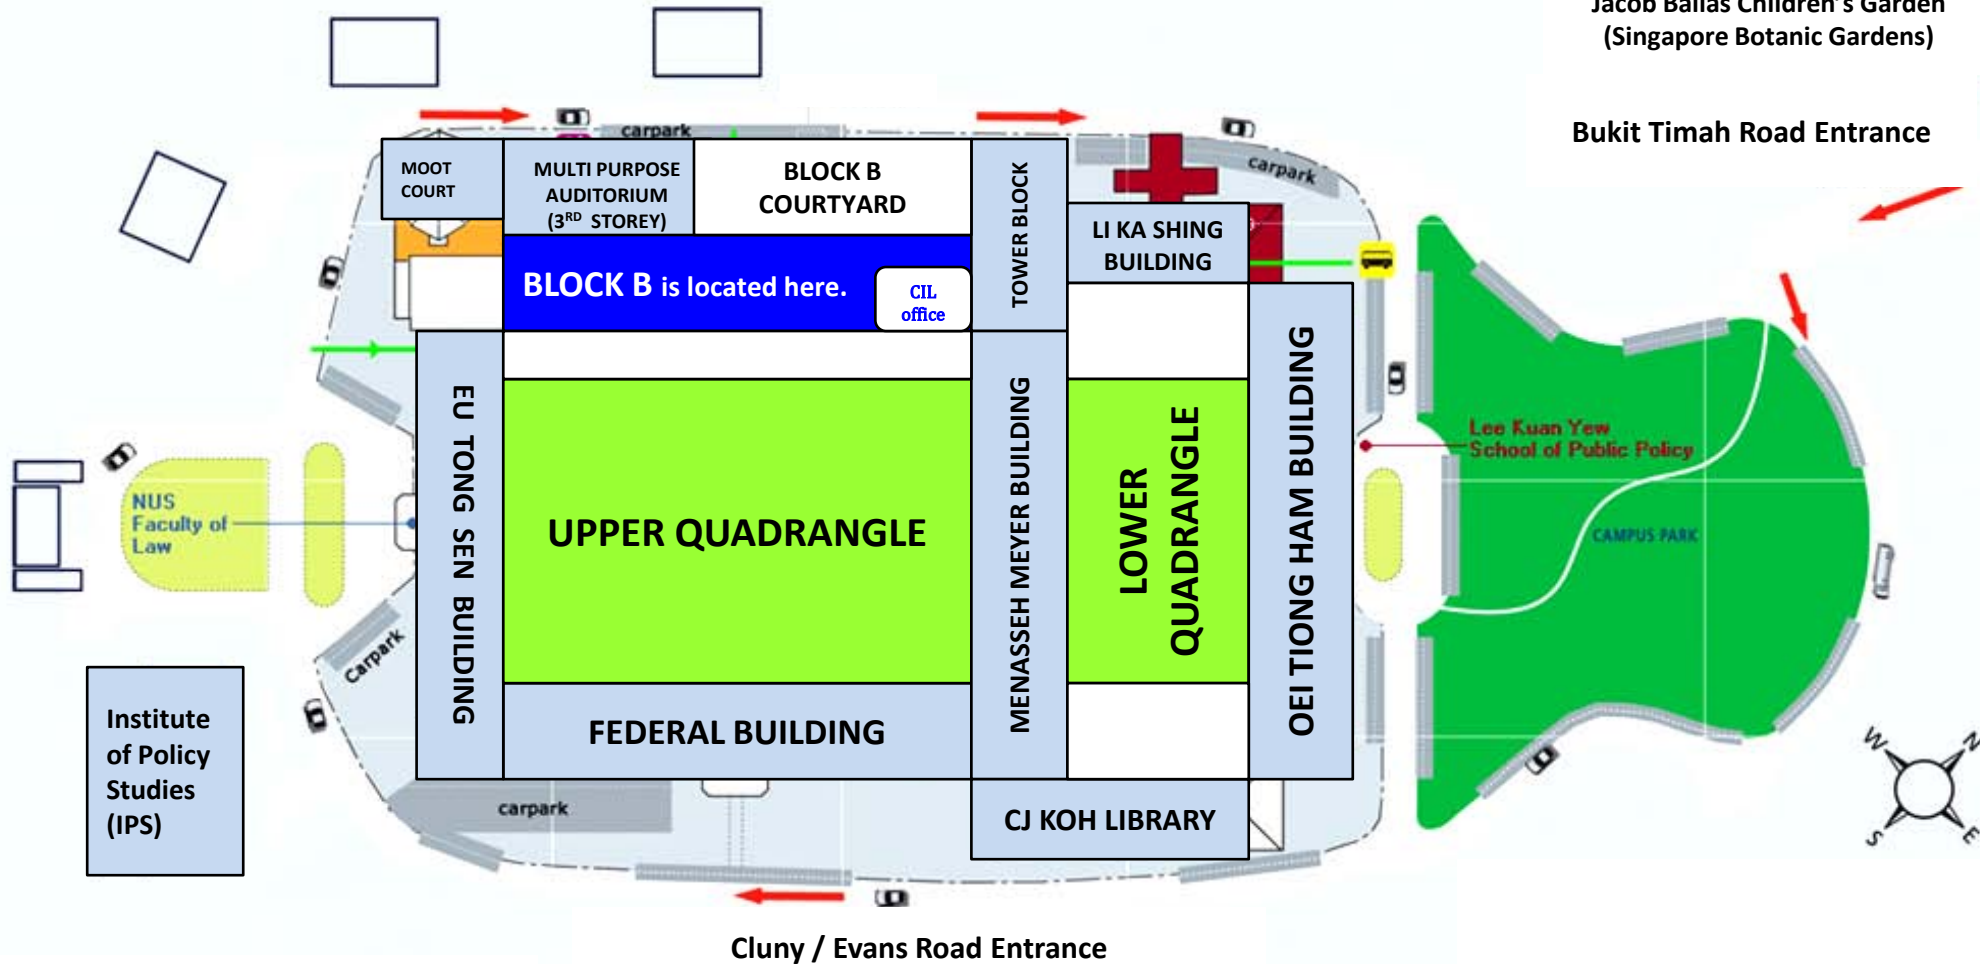 Jacob Ballas Children's Garden
(Singapore Botanic Gardens)
Bukit Timah Road Entrance
carpark
carpark
MOOT
COURT
MULTI PURPOSE
AUDITORIUM
(3RD STOREY)
BLOCK B
COURTYARD
TOWER BLOCK
LI KA SHING
BUILDING
BLOCK B is located here.
CIL
office
EU TONG SEN BUILDING
UPPER QUADRANGLE
MENASSEH MEYER BUILDING
LOWER
QUADRANGLE
OEI TIONG HAM BUILDING
Lee Kuan Yew
School of Public Policy
CAMPUS PARK
NUS
Faculty of
Law
Carpark
Institute
of Policy
Studies
(IPS)
FEDERAL BUILDING
carpark
CJ KOH LIBRARY
W
N
S
E
Cluny / Evans Road Entrance